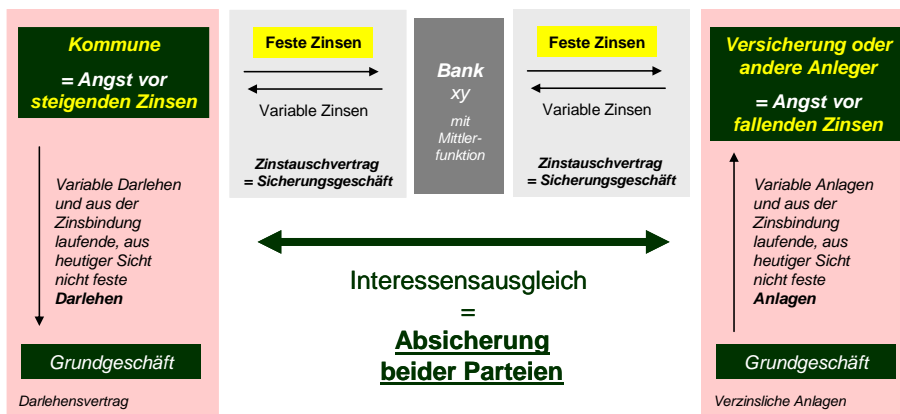 Kommune
= Angst vor
steigenden Zinsen
Variable Darlehen
und aus der
Zinsbindung
laufende, aus
heutiger Sicht
nicht feste
Darlehen
Grundgeschäft
Darlehensvertrag
Feste Zinsen
Variable Zinsen
Zinstauschvertrag
= Sicherungsgeschäft
Bank
xy
mit
Mittler-
funktion
Feste Zinsen
Variable Zinsen
Zinstauschvertrag
= Sicherungsgeschäft
Interessensausgleich
=
Absicherung
beider Parteien
Versicherung oder
andere Anleger
= Angst vor
fallenden Zinsen
Variable Anlagen
und aus der
Zinsbindung
laufende, aus
heutiger Sicht
nicht feste
Anlagen
Grundgeschäft
Verzinsliche Anlagen